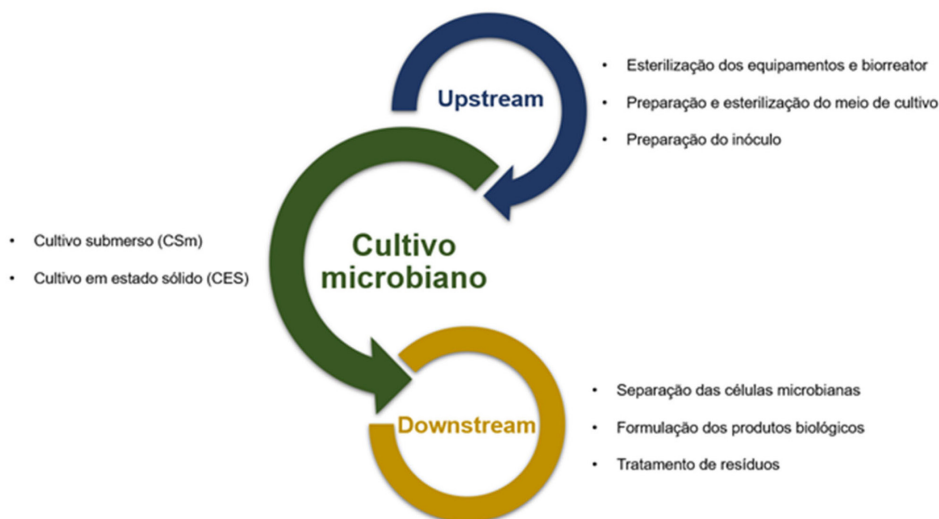 Upstream
• Esterilização dos equipamentos e biorreator
• Preparação e esterilização do meio de cultivo
• Preparação do inóculo
Cultivo
microbiano
• Cultivo submerso (CSm)
• Cultivo em estado sólido (CES)
Downstream
• Separação das células microbianas
• Formulação dos produtos biológicos
• Tratamento de resíduos